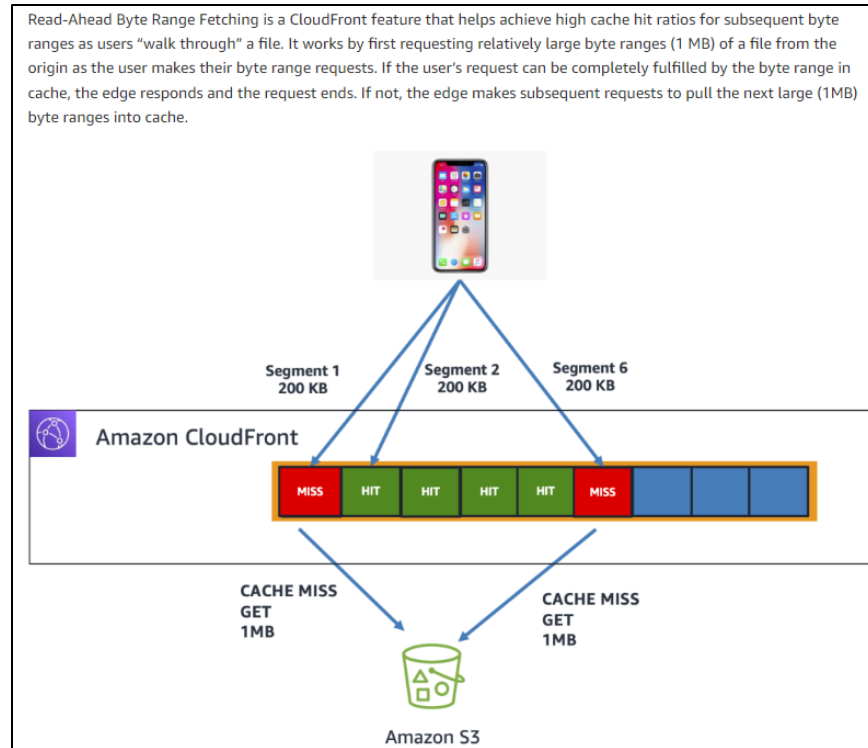 Read-Ahead Byte Range Fetching is a CloudFront feature that helps achieve high cache hit ratios for subsequent byte
ranges as users “walk through” a file. It works by first requesting relatively large byte ranges (1 MB) of a file from the
origin as the user makes their byte range requests. If the user’s request can be completely fulfilled by the byte range in
cache, the edge responds and the request ends. If not, the edge makes subsequent requests to pull the next large (1MB)
byte ranges into cache.
Segment 1
200 KB
Segment 2
200 KB
Segment 6
200 KB
Amazon CloudFront
MISS
HIT
HIT
HIT
HIT
MISS
CACHE MISS
GET
1MB
CACHE MISS
GET
1MB
Amazon S3